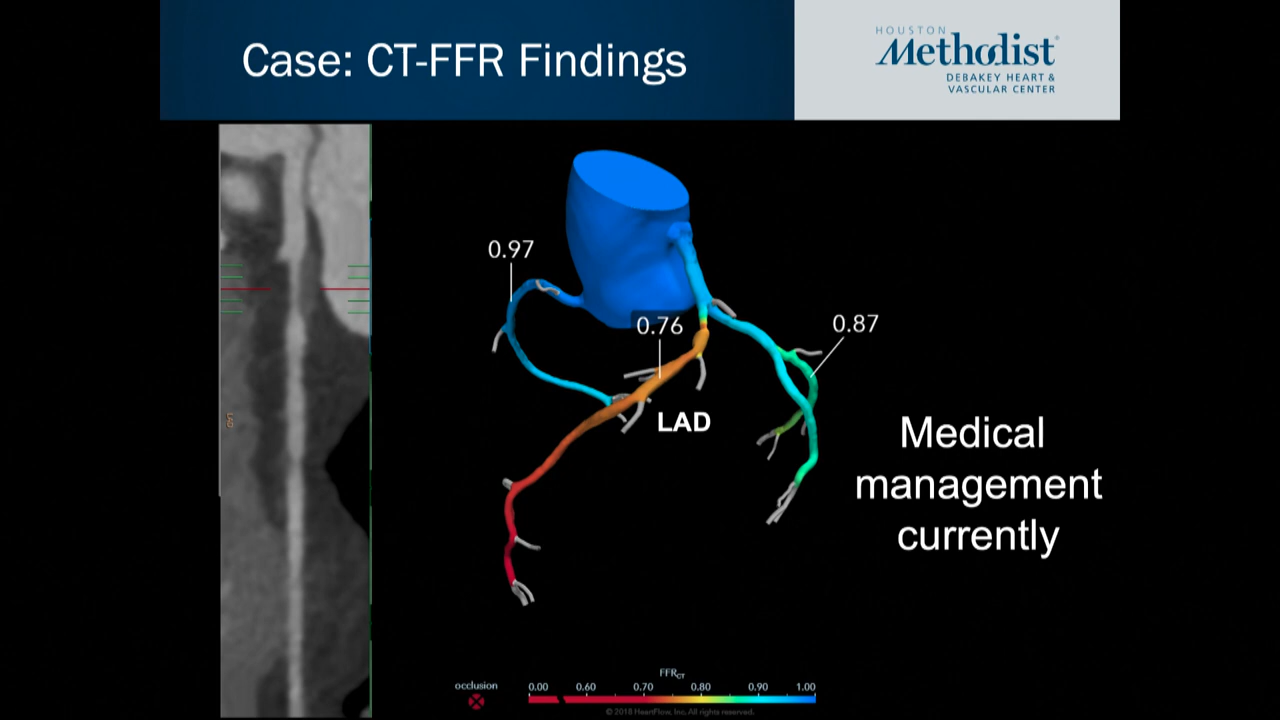 Case: CT-FFR Findings
HOUSTON
Methodist
DEBAKEY HEART &
VASCULAR CENTER
0.97
0.76
0.87
LAD
LAD
Medical
management
currently
FFRCT
occlusion
0.00 0.60 0.70 0.80 0.90 1.00
© 2018 HeartFlow, Inc. All rights reserved.